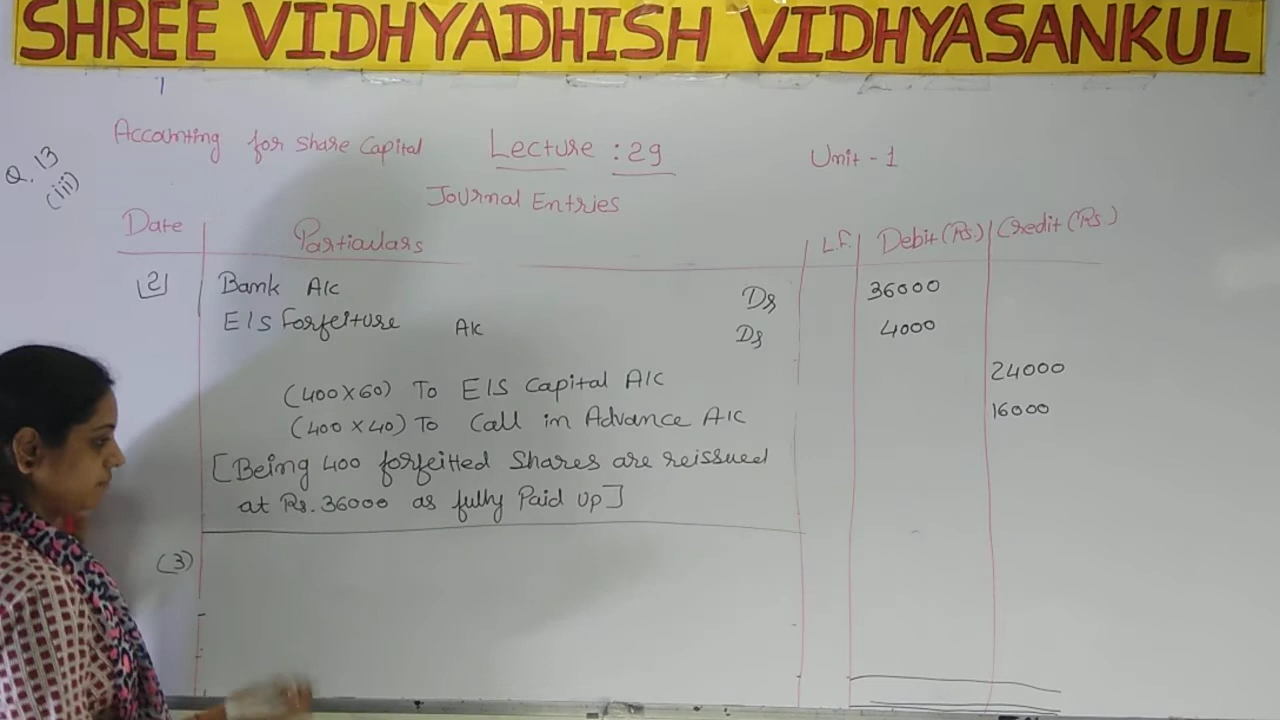 SHREE VIDHYADHISH VIDHYASANKUL
Accounting for Share Capital Lecture : 29 Unit - 1
Q. 13
(iii)
Journal Entries
Date Particulars L.F. Debit (Rs) Credit (Rs.)
2 Bank A/C Dr 36000
E/S Forfeiture A/C Dr 4000
(400 X 60) To E/S Capital A/C 24000
(400 X 40) To Call in Advance A/C 16000
[Being 400 forfeitted Shares are reissued
at Rs. 36000 as fully Paid up]
(3)